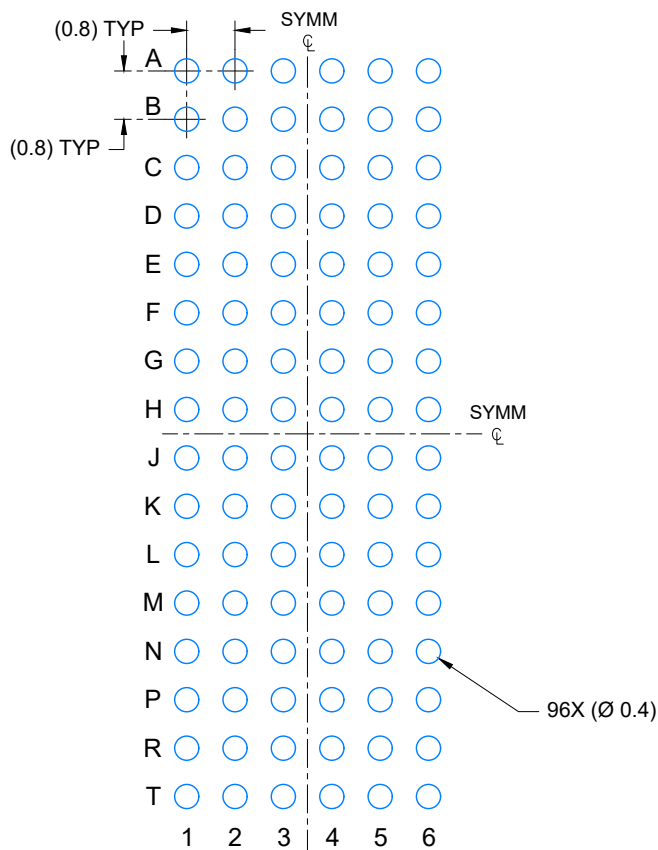 (0.8) TYP
SYMM
℄
A
B
(0.8) TYP
C
D
E
F
G
H
SYMM
℄
J
K
L
M
N
P
96X (Ø 0.4)
R
T
1 2 3 4 5 6